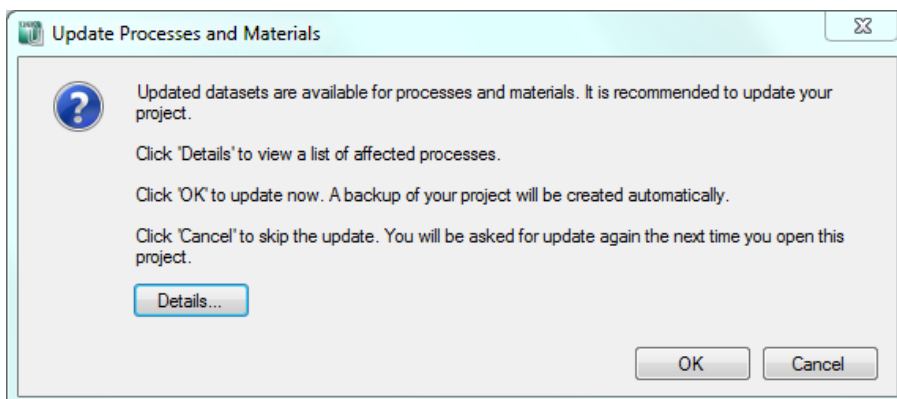 Update Processes and Materials
Updated datasets are available for processes and materials. It is recommended to update your
project.
Click 'Details' to view a list of affected processes.
Click 'OK' to update now. A backup of your project will be created automatically.
Click 'Cancel' to skip the update. You will be asked for update again the next time you open this
project.
Details...
OK
Cancel